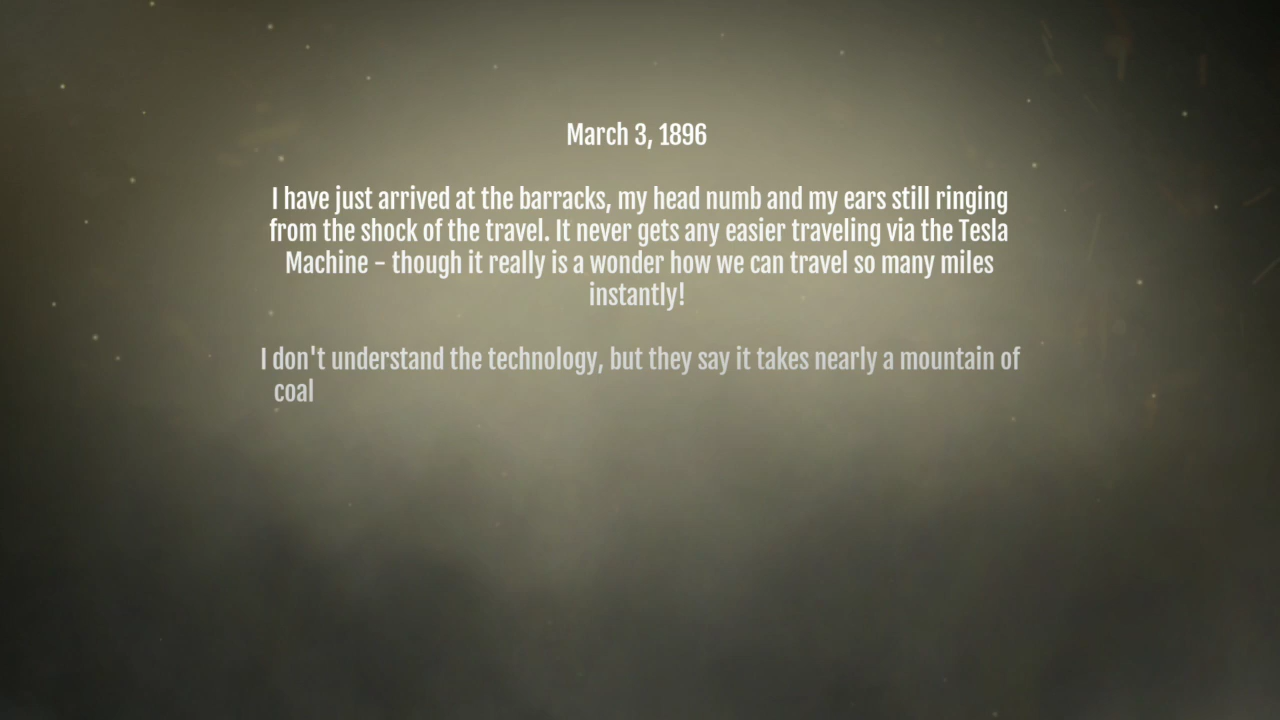 March 3, 1896
I have just arrived at the barracks, my head numb and my ears still ringing
from the shock of the travel. It never gets any easier traveling via the Tesla
Machine - though it really is a wonder how we can travel so many miles
instantly!
I don't understand the technology, but they say it takes nearly a mountain of
coal